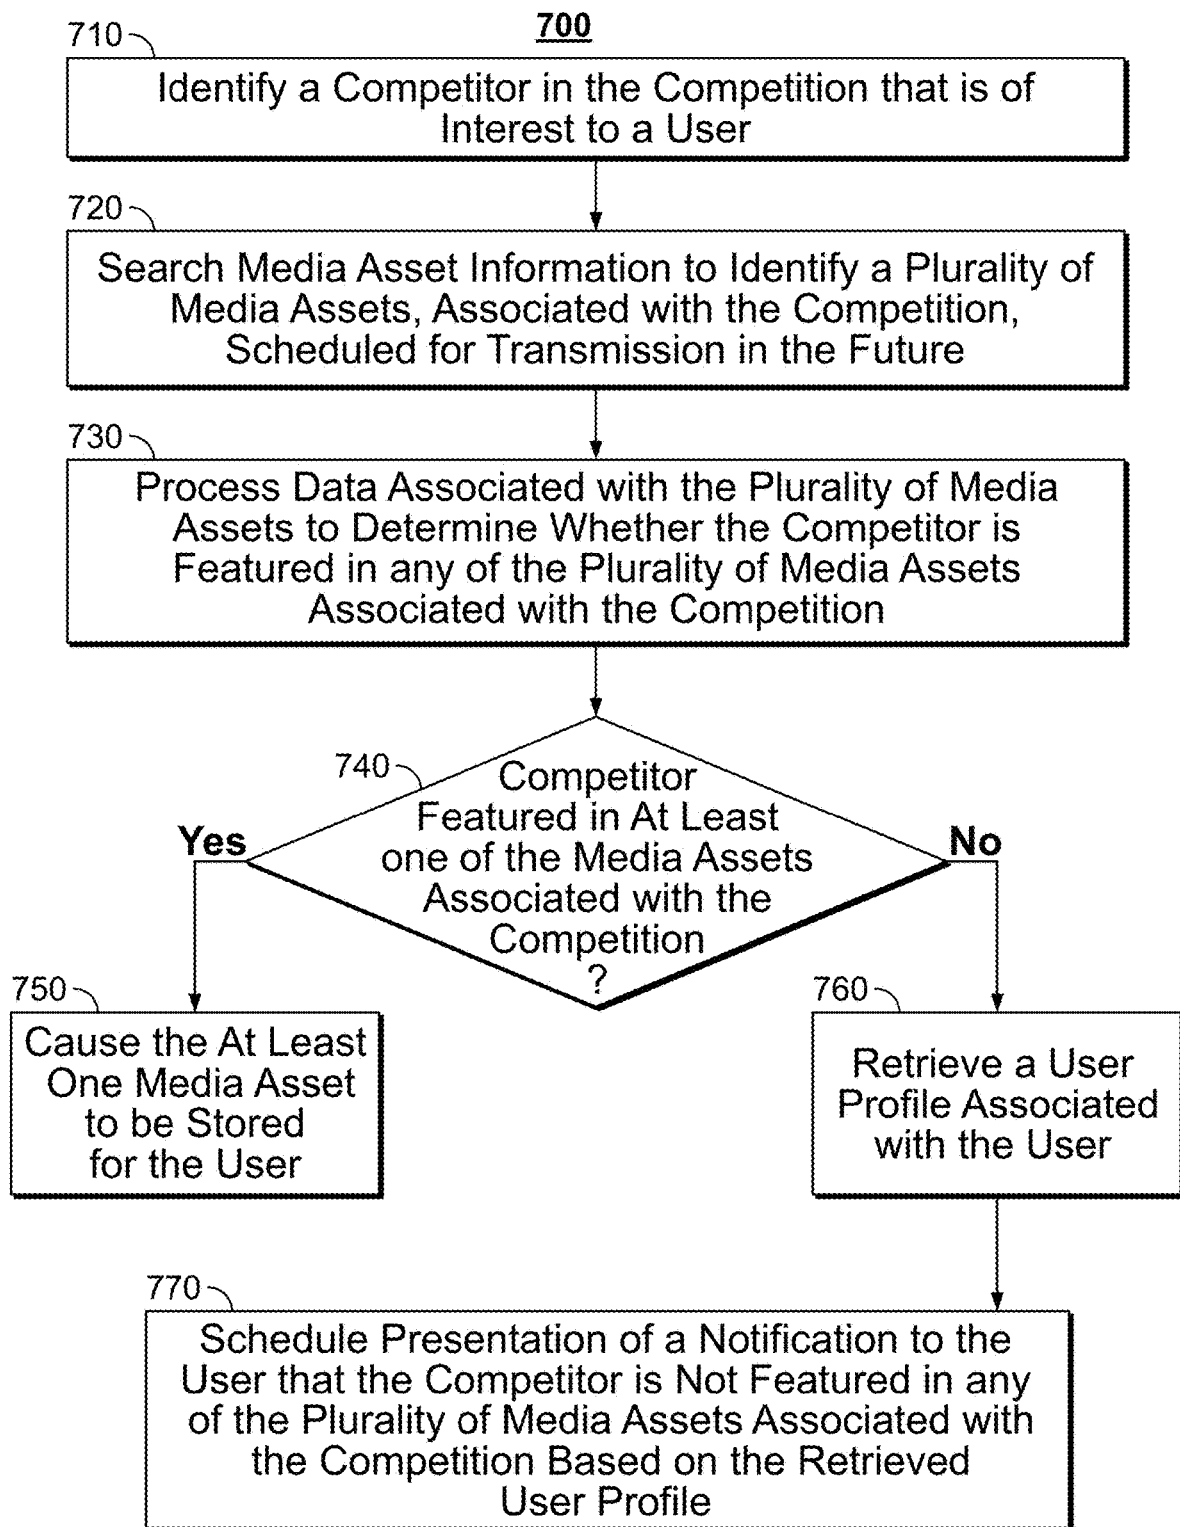 700
710
Identify a Competitor in the Competition that is of
Interest to a User
720
Search Media Asset Information to Identify a Plurality of
Media Assets, Associated with the Competition,
Scheduled for Transmission in the Future
730
Process Data Associated with the Plurality of Media
Assets to Determine Whether the Competitor is
Featured in any of the Plurality of Media Assets
Associated with the Competition
740
Competitor
Featured in At Least
one of the Media Assets
Associated with the
Competition
?
Yes
No
750
Cause the At Least
One Media Asset
to be Stored
for the User
760
Retrieve a User
Profile Associated
with the User
770
Schedule Presentation of a Notification to the
User that the Competitor is Not Featured in any
of the Plurality of Media Assets Associated with
the Competition Based on the Retrieved
User Profile